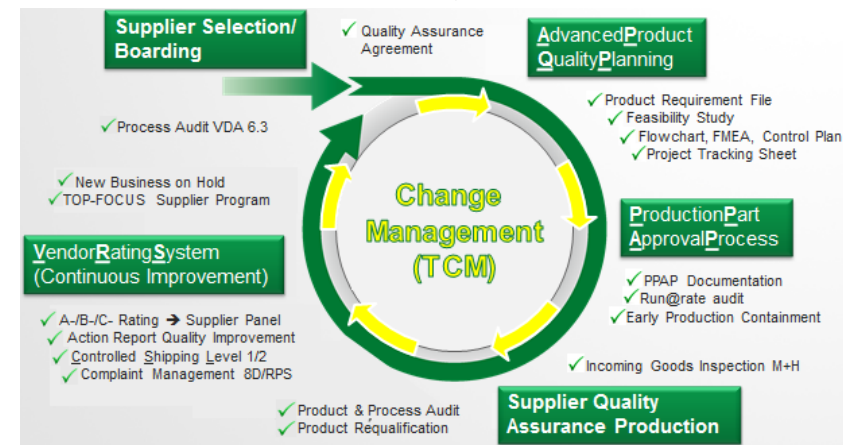 Supplier Selection/
Boarding
✓ Quality Assurance
Agreement
AdvancedProduct
QualityPlanning
✓ Product Requirement File
✓ Feasibility Study
✓ Flowchart, FMEA, Control Plan
✓ Project Tracking Sheet
✓ Process Audit VDA 6.3
✓ New Business on Hold
✓ TOP-FOCUS Supplier Program
Change
Management
(TCM)
ProductionPart
ApprovalProcess
✓ PPAP Documentation
✓ Run@rate audit
✓ Early Production Containment
VendorRatingSystem
(Continuous Improvement)
✓ A-/B-/C- Rating ➔ Supplier Panel
✓ Action Report Quality Improvement
✓ Controlled Shipping Level 1/2
✓ Complaint Management 8D/RPS
✓ Incoming Goods Inspection M+H
Supplier Quality
Assurance Production
✓ Product & Process Audit
✓ Product Requalification